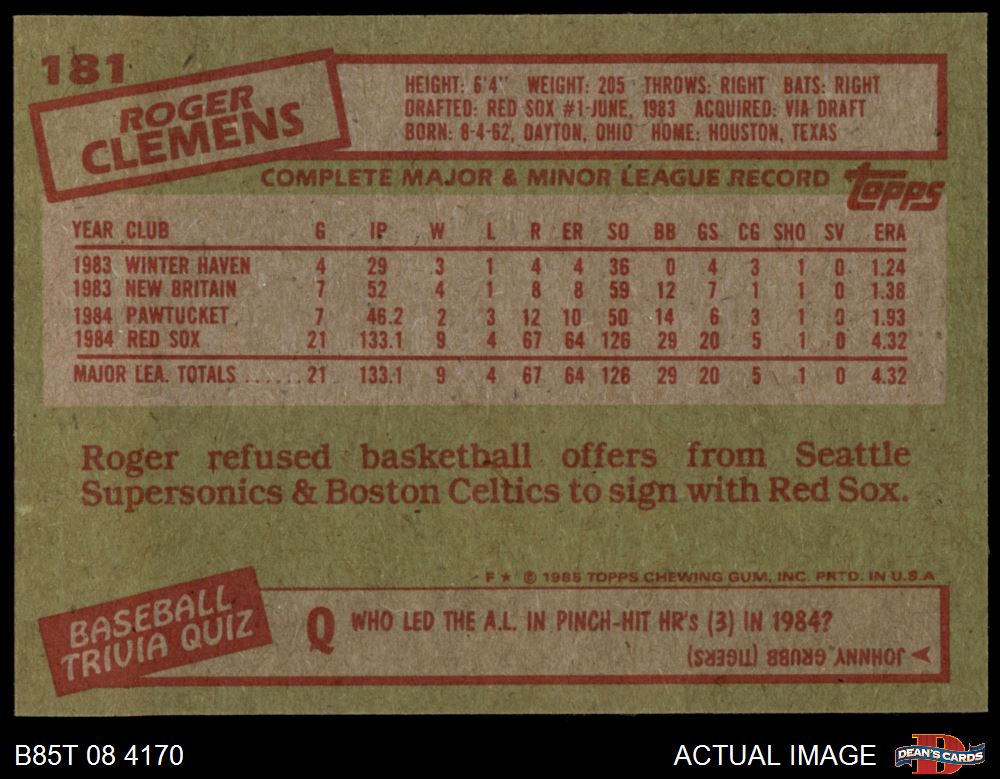 181
ROGER
CLEMENS
HEIGHT: 6'4" WEIGHT: 205 THROWS: RIGHT BATS: RIGHT
DRAFTED: RED SOX #1-JUNE, 1983 ACQUIRED: VIA DRAFT
BORN: 8-4-62, DAYTON, OHIO HOME: HOUSTON, TEXAS
COMPLETE MAJOR & MINOR LEAGUE RECORD topps
YEAR CLUB G IP W L R ER SO BB GS CG SHO SV ERA
1983 WINTER HAVEN 4 29 3 1 4 4 36 0 4 3 1 0 1.24
1983 NEW BRITAIN 7 52 4 1 8 8 59 12 7 1 1 0 1.38
1984 PAWTUCKET 7 46.2 2 3 12 10 50 14 6 3 1 0 1.93
1984 RED SOX 21 133.1 9 4 67 64 126 29 20 5 1 0 4.32
MAJOR LEA. TOTALS ...... 21 133.1 9 4 67 64 126 29 20 5 1 0 4.32
Roger refused basketball offers from Seattle
Supersonics & Boston Celtics to sign with Red Sox.
F ★ © 1985 TOPPS CHEWING GUM, INC. PRTD. IN U.S.A
BASEBALL
TRIVIA QUIZ
Q WHO LED THE A.L. IN PINCH-HIT HR's (3) IN 1984?
JOHNNY GRUBB (TIGERS)
B85T 08 4170
ACTUAL IMAGE
D
DEAN'S CARDS